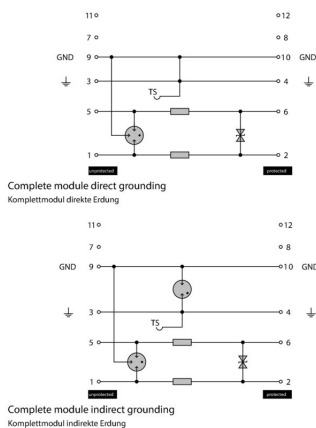 11 12
7 8
GND 9 10 GND
3 4
TS
5 6
1 2
unprotected protected
Complete module direct grounding
Komplettmodul direkte Erdung
11 12
7 8
GND 9 10 GND
3 4
TS
5 6
1 2
unprotected protected
Complete module indirect grounding
Komplettmodul indirekte Erdung